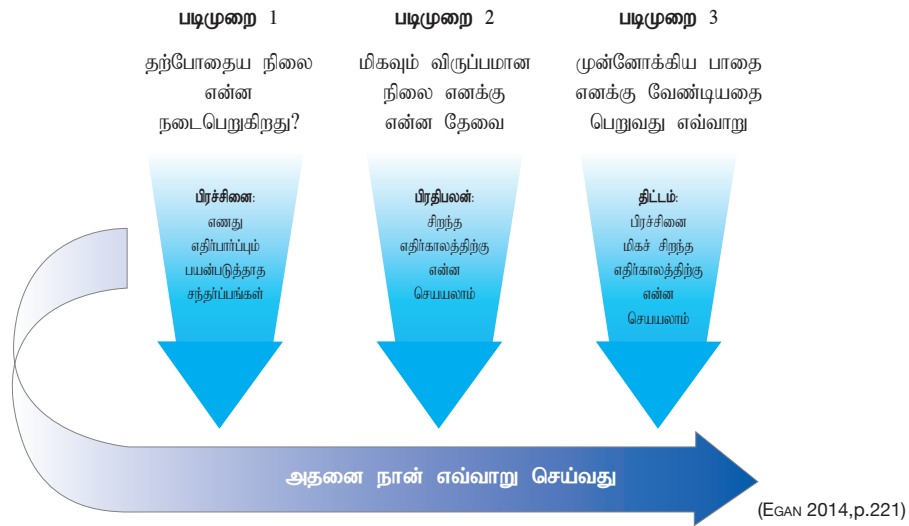 படிமுறை 1
தற்போதைய நிலை
என்ன
நடைபெறுகிறது?
பிரச்சினை:
எணது
எதிர்பார்ப்பும்
பயன்படுத்தாத
சந்தர்ப்பங்கள்
படிமுறை 2
மிகவும் விருப்பமான
நிலை எனக்கு
என்ன தேவை
பிரதிபலன்:
சிறந்த
எதிர்காலத்திற்கு
என்ன
செயயலாம்
படிமுறை 3
முன்னோக்கிய பாதை
எனக்கு வேண்டியதை
பெறுவது எவ்வாறு
திட்டம்:
பிரச்சினை
மிகச் சிறந்த
எதிர்காலத்திற்கு
என்ன
செயயலாம்
அதனை நான் எவ்வாறு செய்வது
(EGAN 2014,p.221)